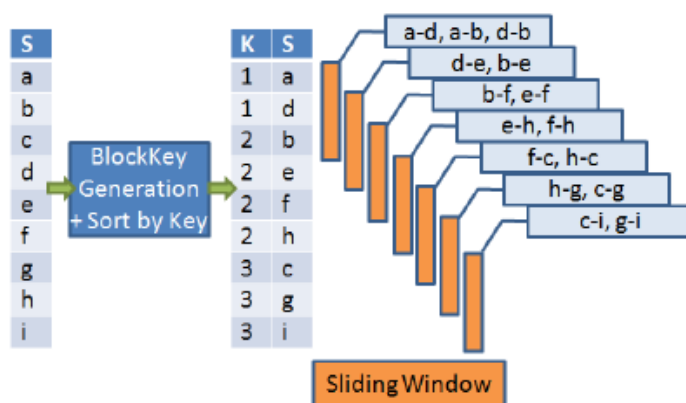 S
a
b
c
d
e
f
g
h
i
BlockKey
Generation
+ Sort by Key
K S
1 a
1 d
2 b
2 e
2 f
2 h
3 c
3 g
3 i
a-d, a-b, d-b
d-e, b-e
b-f, e-f
e-h, f-h
f-c, h-c
h-g, c-g
c-i, g-i
Sliding Window